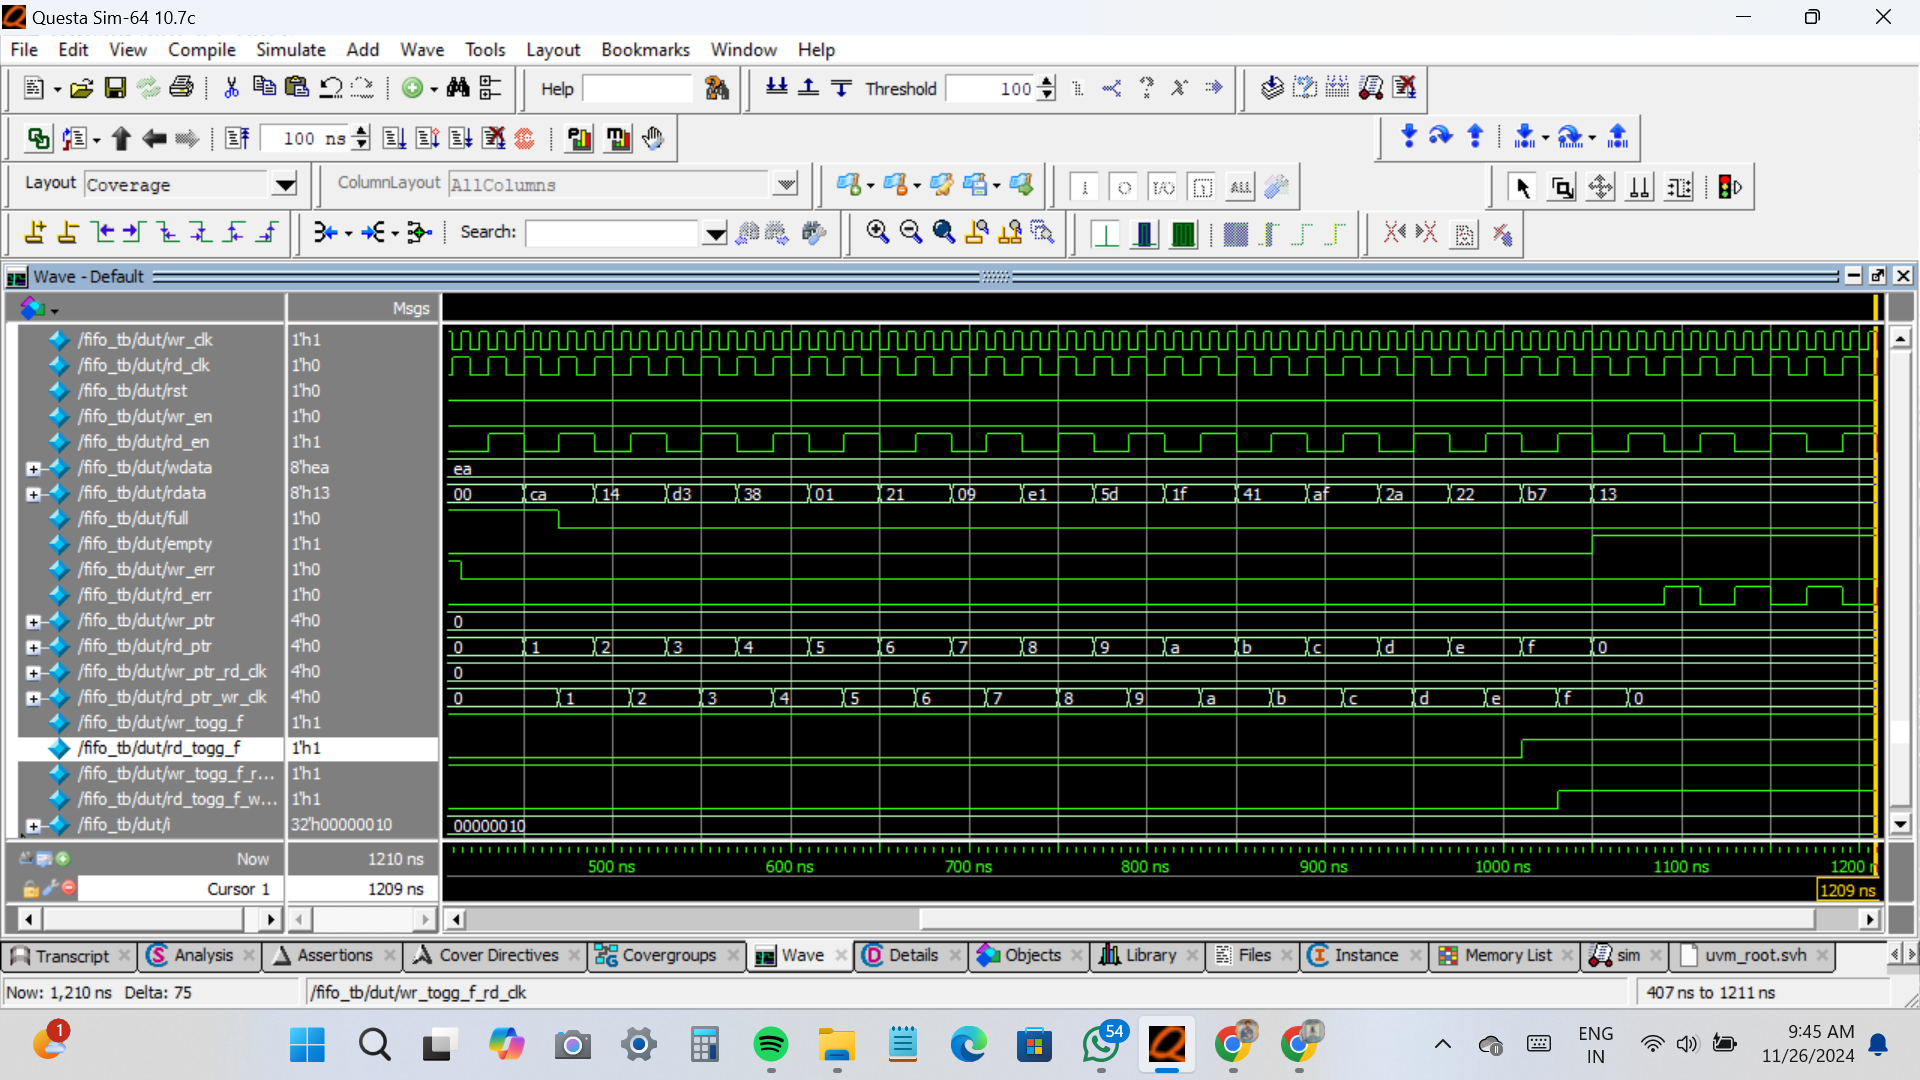 Questa Sim-64 10.7c
File Edit View Compile Simulate Add Wave Tools Layout Bookmarks Window Help
Help Threshold 100
100 ns
Layout Coverage ColumnLayout AllColumns I/O ALL
Search:
Wave - Default
Msgs
/fifo_tb/dut/wr_clk 1'h1
/fifo_tb/dut/rd_clk 1'h0
/fifo_tb/dut/rst 1'h0
/fifo_tb/dut/wr_en 1'h0
/fifo_tb/dut/rd_en 1'h1
/fifo_tb/dut/wdata 8'hea ea
/fifo_tb/dut/rdata 8'h13 00 ca 14 d3 38 01 21 09 e1 5d 1f 41 af 2a 22 b7 13
/fifo_tb/dut/full 1'h0
/fifo_tb/dut/empty 1'h1
/fifo_tb/dut/wr_err 1'h0
/fifo_tb/dut/rd_err 1'h0
/fifo_tb/dut/wr_ptr 4'h0 0
/fifo_tb/dut/rd_ptr 4'h0 0 1 2 3 4 5 6 7 8 9 a b c d e f 0
/fifo_tb/dut/wr_ptr_rd_clk 4'h0 0
/fifo_tb/dut/rd_ptr_wr_clk 4'h0 0 1 2 3 4 5 6 7 8 9 a b c d e f 0
/fifo_tb/dut/wr_togg_f 1'h1
/fifo_tb/dut/rd_togg_f 1'h1
/fifo_tb/dut/wr_togg_f_r... 1'h1
/fifo_tb/dut/rd_togg_f_w... 1'h1
/fifo_tb/dut/i 32'h00000010 00000010
Now 1210 ns 500 ns 600 ns 700 ns 800 ns 900 ns 1000 ns 1100 ns 1200 n
Cursor 1 1209 ns 1209 ns
Transcript Analysis Assertions Cover Directives Covergroups Wave Details Objects Library Files Instance Memory List sim uvm_root.svh
Now: 1,210 ns Delta: 75 /fifo_tb/dut/wr_togg_f_rd_clk 407 ns to 1211 ns
1 54 ENG 9:45 AM
IN 11/26/2024